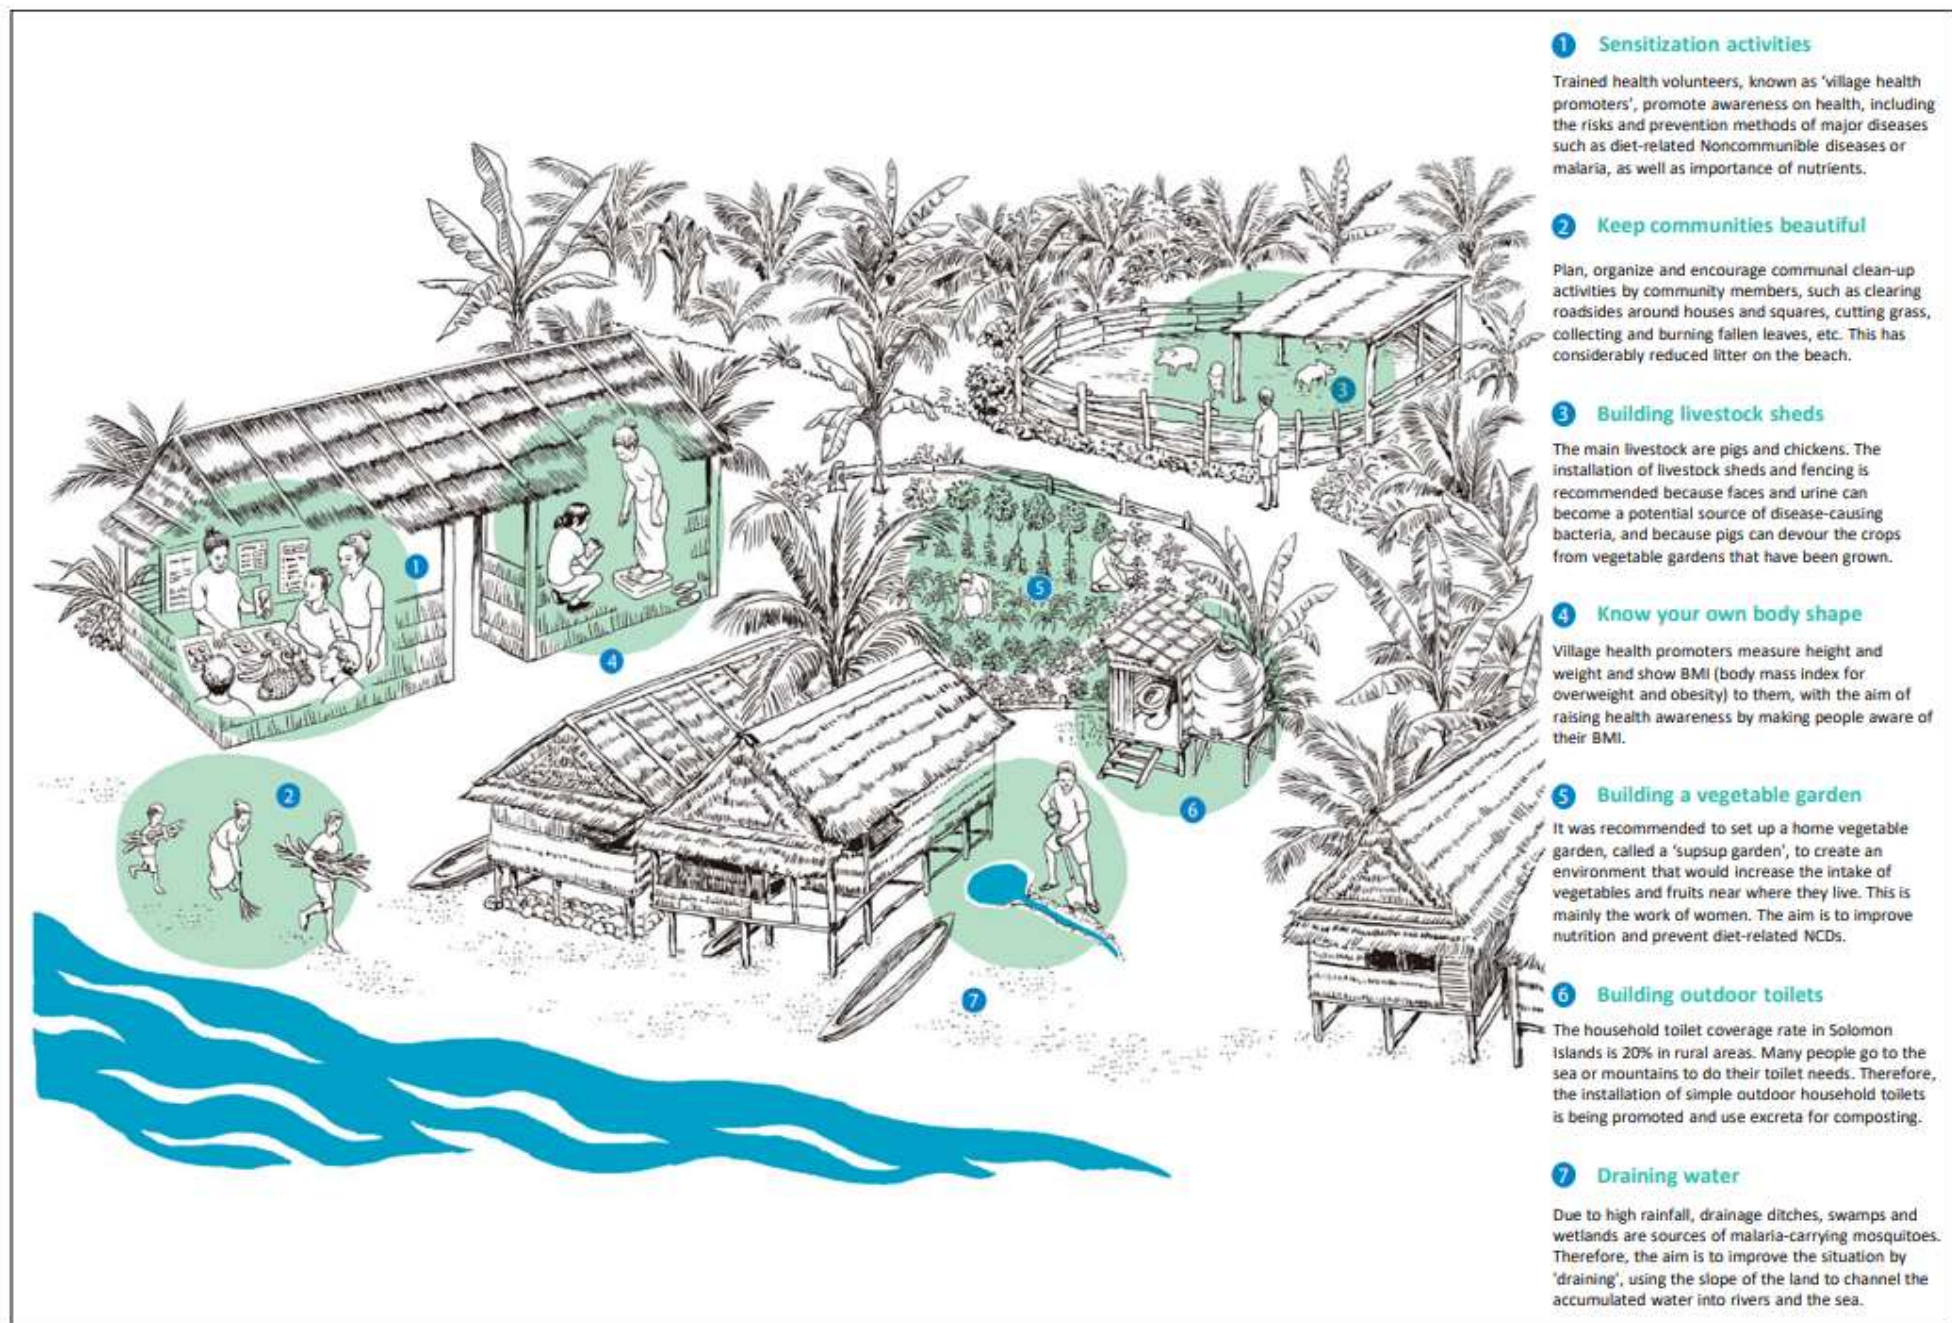 1 Sensitization activities
Trained health volunteers, known as 'village health
promoters', promote awareness on health, including
the risks and prevention methods of major diseases
such as diet-related Noncommunible diseases or
malaria, as well as importance of nutrients.
2 Keep communities beautiful
Plan, organize and encourage communal clean-up
activities by community members, such as clearing
roadsides around houses and squares, cutting grass,
collecting and burning fallen leaves, etc. This has
considerably reduced litter on the beach.
3 Building livestock sheds
The main livestock are pigs and chickens. The
installation of livestock sheds and fencing is
recommended because faces and urine can
become a potential source of disease-causing
bacteria, and because pigs can devour the crops
from vegetable gardens that have been grown.
4 Know your own body shape
Village health promoters measure height and
weight and show BMI (body mass index for
overweight and obesity) to them, with the aim of
raising health awareness by making people aware of
their BMI.
5 Building a vegetable garden
It was recommended to set up a home vegetable
garden, called a 'supsup garden', to create an
environment that would increase the intake of
vegetables and fruits near where they live. This is
mainly the work of women. The aim is to improve
nutrition and prevent diet-related NCDs.
6 Building outdoor toilets
The household toilet coverage rate in Solomon
Islands is 20% in rural areas. Many people go to the
sea or mountains to do their toilet needs. Therefore,
the installation of simple outdoor household toilets
is being promoted and use excreta for composting.
7 Draining water
Due to high rainfall, drainage ditches, swamps and
wetlands are sources of malaria-carrying mosquitoes.
Therefore, the aim is to improve the situation by
'draining', using the slope of the land to channel the
accumulated water into rivers and the sea.
3
1
5
4
2
6
7